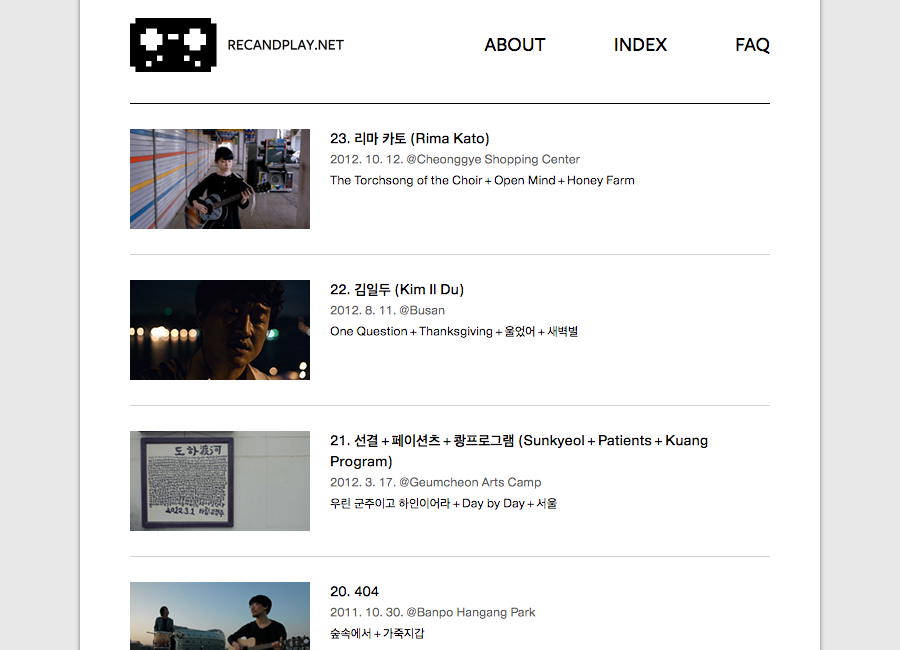 RECANDPLAY.NET
ABOUT
INDEX
FAQ
23. 리마 카토 (Rima Kato)
2012. 10. 12. @Cheonggye Shopping Center
The Torchsong of the Choir + Open Mind + Honey Farm
22. 김일두 (Kim Il Du)
2012. 8. 11. @Busan
One Question + Thanksgiving + 울었어 + 새벽별
도하渡河
21. 선결 + 페이션츠 + 쾅프로그램 (Sunkyeol + Patients + Kuang
Program)
2012. 3. 17. @Geumcheon Arts Camp
우린 군주이고 하인이어라 + Day by Day + 서울
20. 404
2011. 10. 30. @Banpo Hangang Park
숲속에서 + 가죽지갑